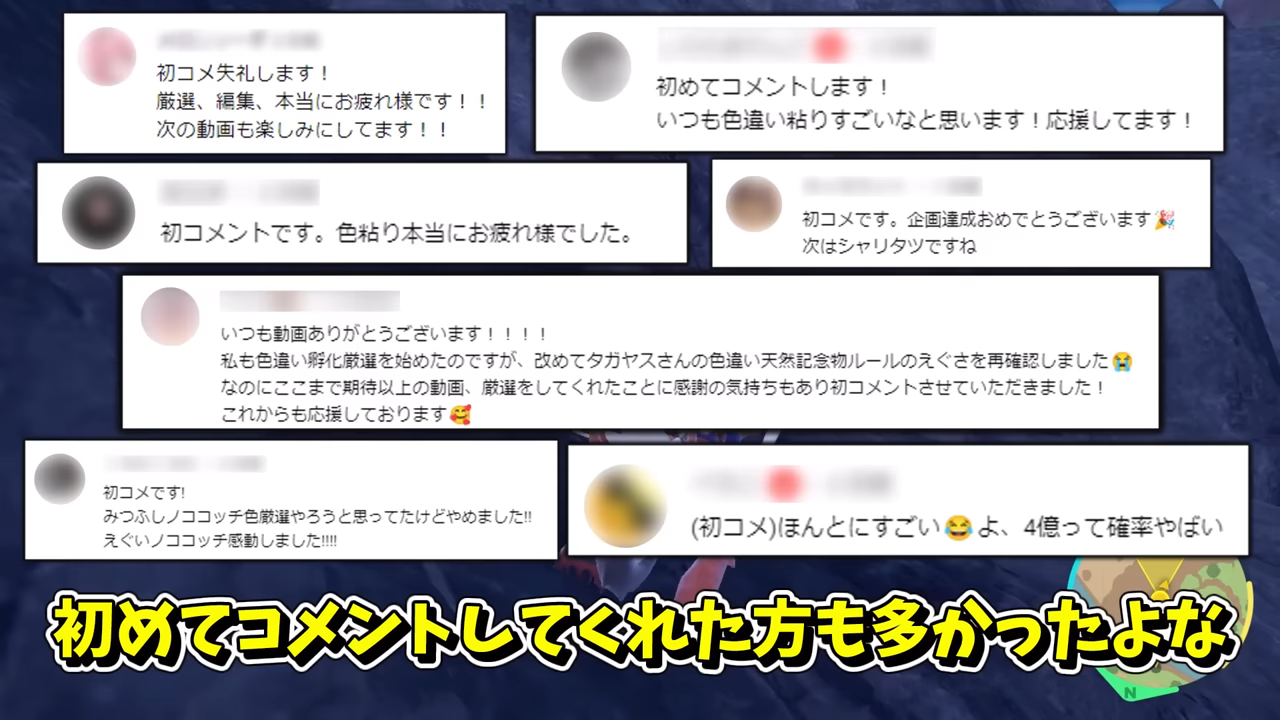 初コメ失礼します！
厳選、編集、本当にお疲れ様です！！
次の動画も楽しみにしてます！！
初めてコメントします！
いつも色違い粘りすごいなと思います！応援してます！
初コメントです。色粘り本当にお疲れ様でした。
初コメです。企画達成おめでとうございます🎉
次はシャリタツですね
いつも動画ありがとうございます！！！！
私も色違い孵化厳選を始めたのですが、改めてタガヤスさんの色違い天然記念物ルールのえぐさを再確認しました😭
なのにここまで期待以上の動画、厳選をしてくれたことに感謝の気持ちもあり初コメントさせていただきました！
これからも応援しております🥰
初コメです!
みつふしノココッチ色厳選やろうと思ってたけどやめました!!
えぐいノココッチ感動しました!!!!
(初コメ)ほんとにすごい😂よ、4億って確率やばい
初めてコメントしてくれた方も多かったよな
N